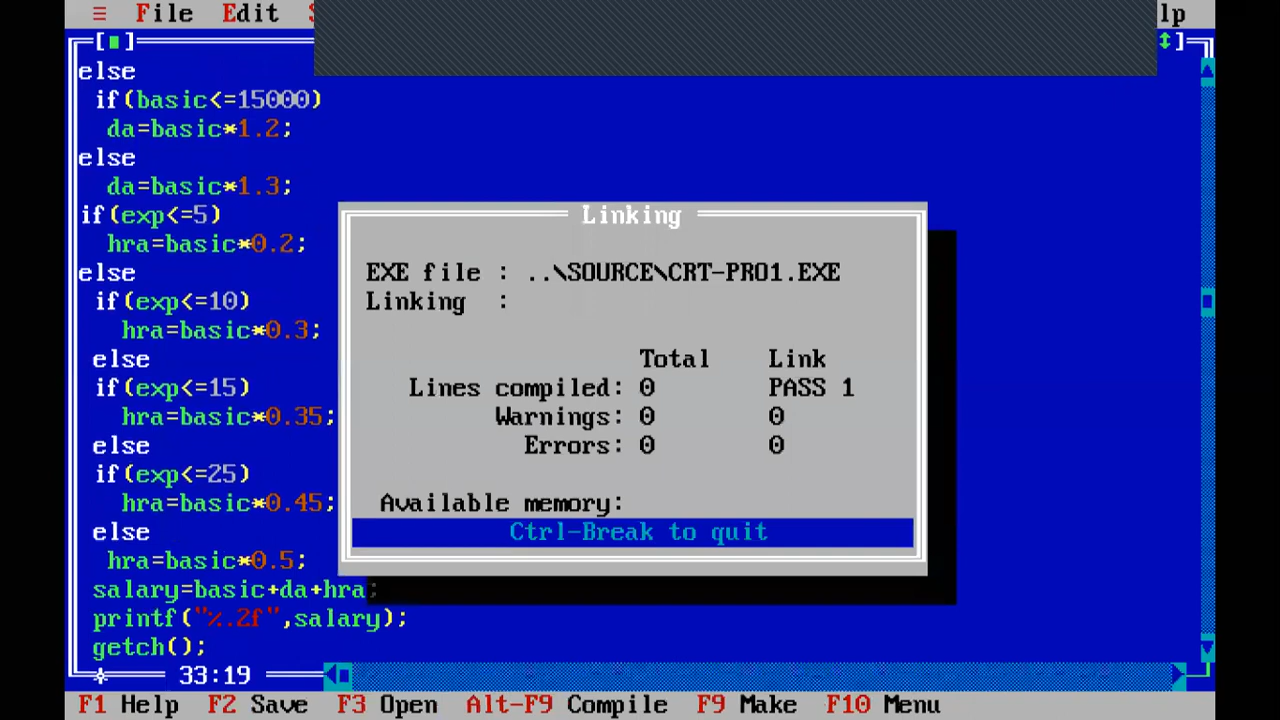 ≡ File Edit lp
[■] ↕]
else
if(basic<=15000)
da=basic*1.2;
else
da=basic*1.3;
if(exp<=5)
hra=basic*0.2;
else
if(exp<=10)
hra=basic*0.3;
else
if(exp<=15)
hra=basic*0.35;
else
if(exp<=25)
hra=basic*0.45;
else
hra=basic*0.5;
salary=basic+da+hra;
printf("%.2f",salary);
getch();
33:19
Linking
EXE file : ..\SOURCE\CRT-PRO1.EXE
Linking :
Total Link
Lines compiled: 0 PASS 1
Warnings: 0 0
Errors: 0 0
Available memory:
Ctrl-Break to quit
F1 Help F2 Save F3 Open Alt-F9 Compile F9 Make F10 Menu